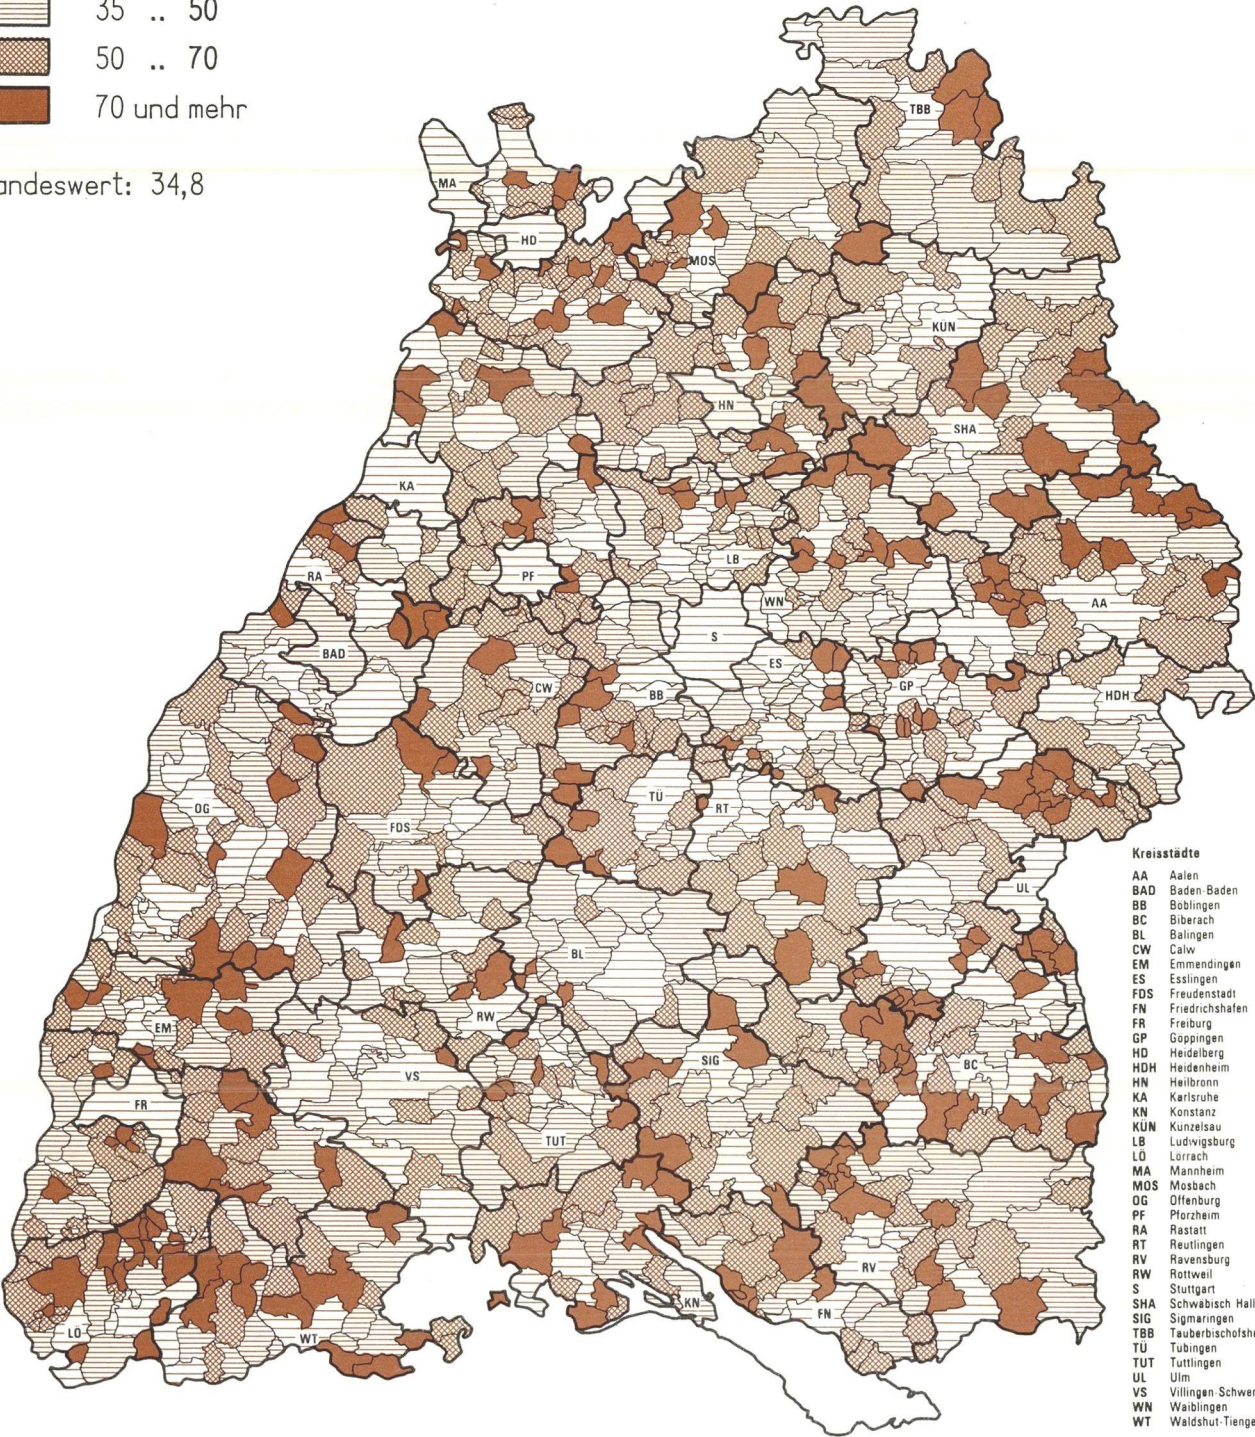 35 .. 50
50 .. 70
70 und mehr
andeswert: 34,8
TBB
MA
HD
MOS
KÜN
HN
SHA
KA
LB
RA
PF
WN
AA
S
BAD
ES
CW
BB
GP
HDH
TÜ
OG
RT
FDS
UL
BL
RW
EM
SIG
BC
VS
FR
TUT
RV
KN
FN
LÖ
WT
Kreisstädte
AA Aalen
BAD Baden-Baden
BB Böblingen
BC Biberach
BL Balingen
CW Calw
EM Emmendingen
ES Esslingen
FDS Freudenstadt
FN Friedrichshafen
FR Freiburg
GP Göppingen
HD Heidelberg
HDH Heidenheim
HN Heilbronn
KA Karlsruhe
KN Konstanz
KÜN Künzelsau
LB Ludwigsburg
LÖ Lörrach
MA Mannheim
MOS Mosbach
OG Offenburg
PF Pforzheim
RA Rastatt
RT Reutlingen
RV Ravensburg
RW Rottweil
S Stuttgart
SHA Schwäbisch Hall
SIG Sigmaringen
TBB Tauberbischofsh
TÜ Tübingen
TUT Tuttlingen
UL Ulm
VS Villingen-Schwen
WN Waiblingen
WT Waldshut-Tienge